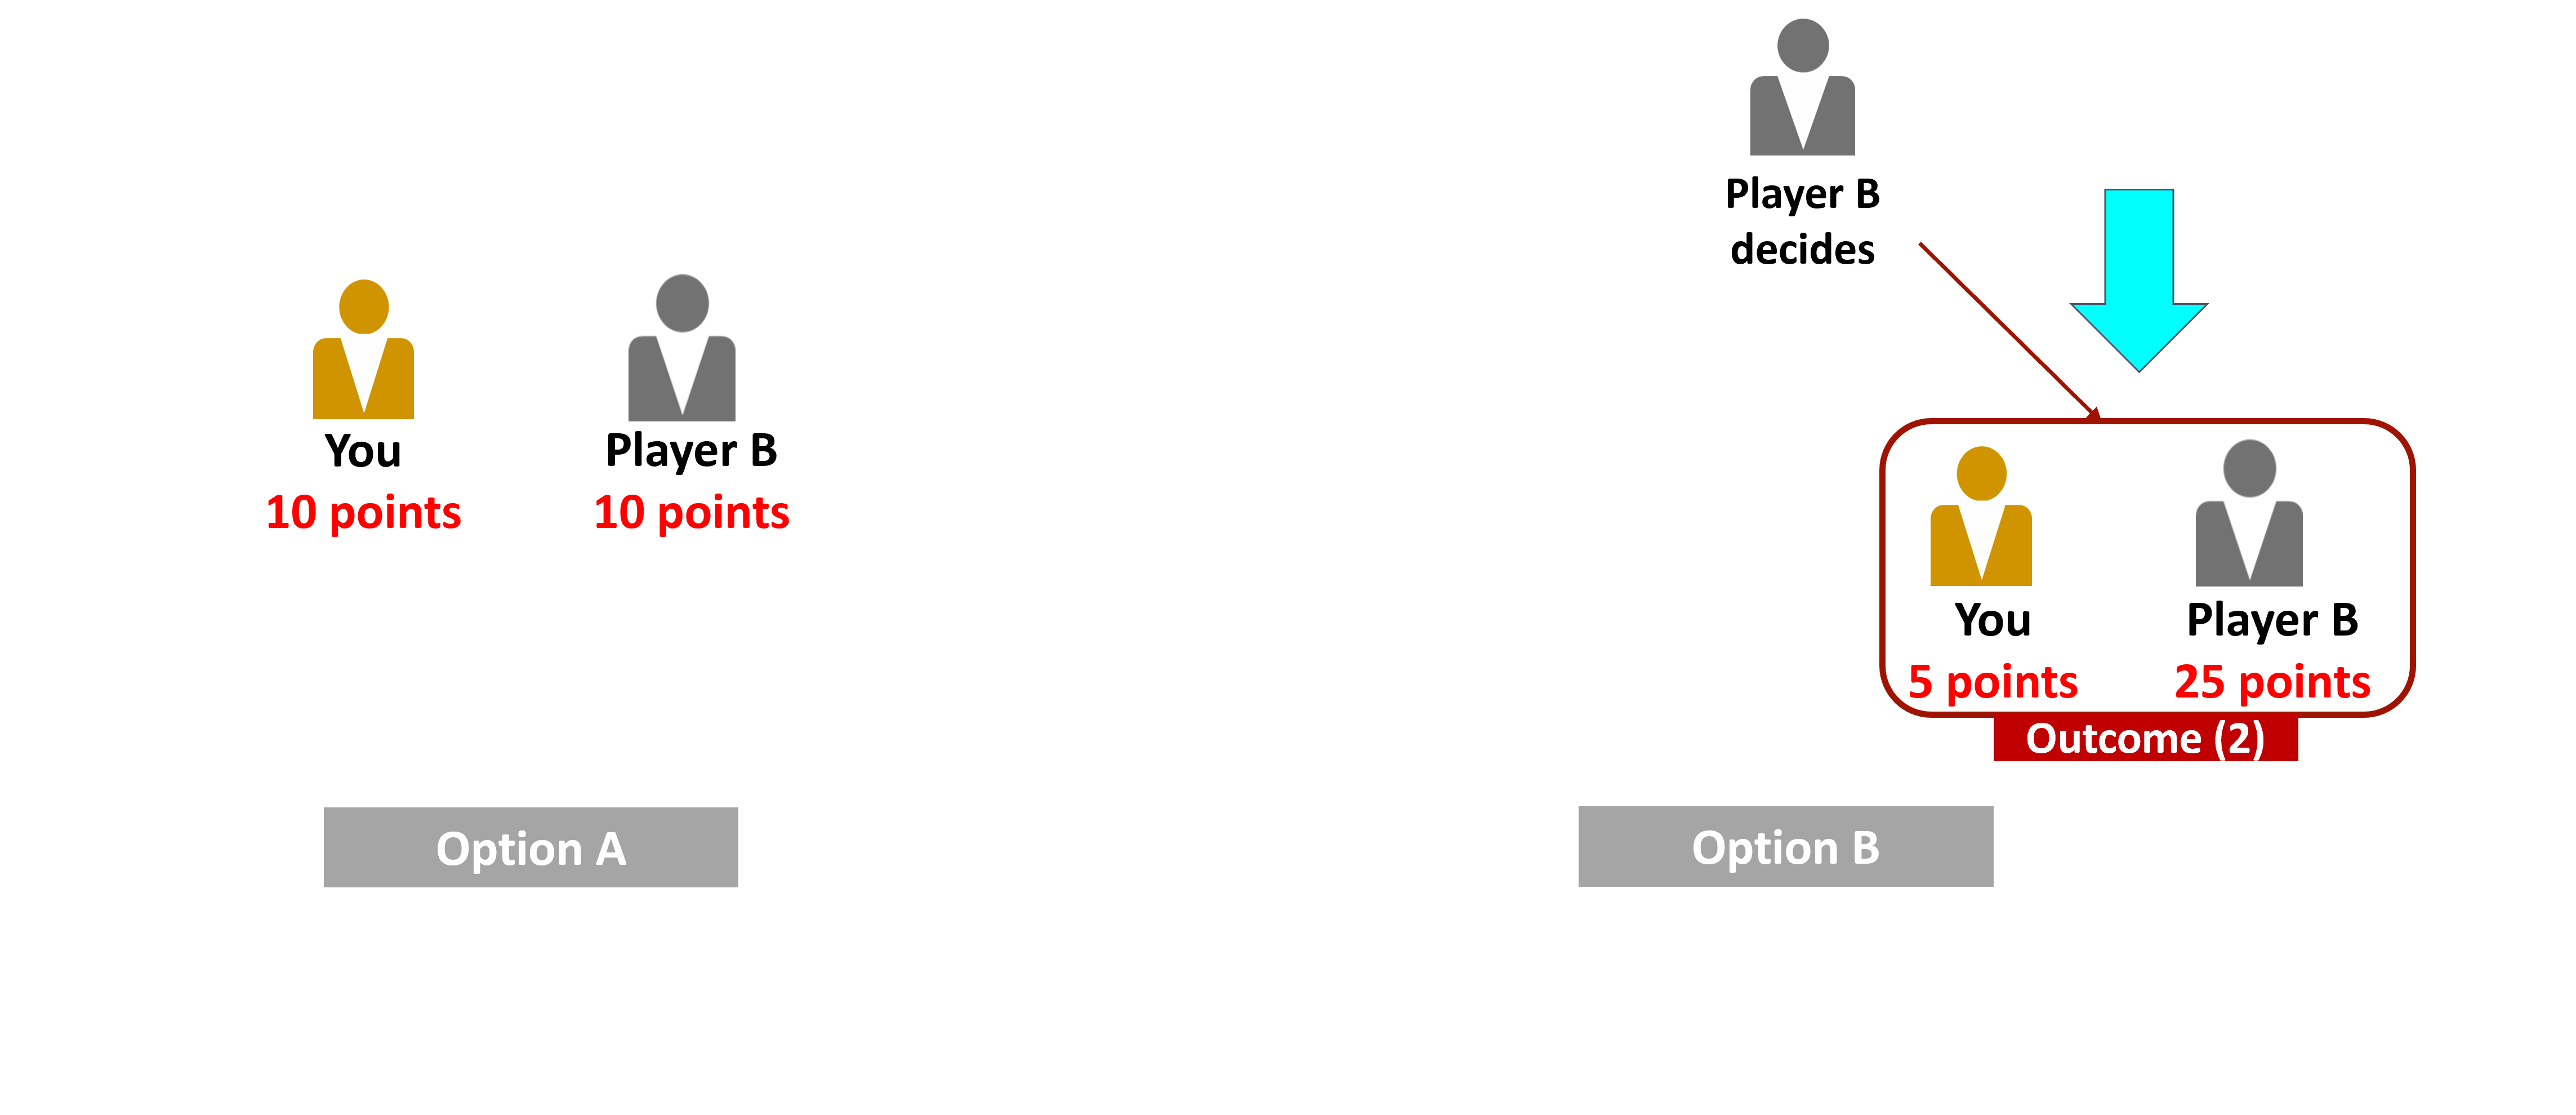 You
10 points
Player B
10 points
Option A
Player B
decides
You
5 points
Player B
25 points
Outcome (2)
Option B